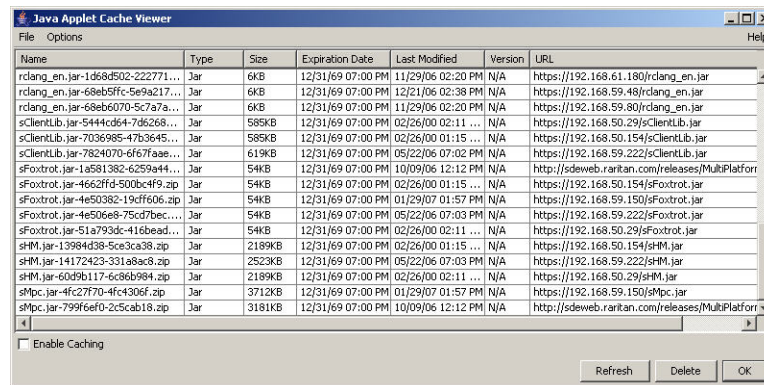 Java Applet Cache Viewer
File Options Help
Name Type Size Expiration Date Last Modified Version URL
rclang_en.jar-1d68d502-222771... Jar 6KB 12/31/69 07:00 PM 11/29/06 02:20 PM N/A https://192.168.61.180/rclang_en.jar
rclang_en.jar-68eb5ffc-5e9a217... Jar 6KB 12/31/69 07:00 PM 12/21/06 02:38 PM N/A https://192.168.59.48/rclang_en.jar
rclang_en.jar-68eb6070-5c7a7a... Jar 6KB 12/31/69 07:00 PM 11/29/06 02:20 PM N/A https://192.168.59.80/rclang_en.jar
sClientLib.jar-5444cd64-7d6268... Jar 585KB 12/31/69 07:00 PM 02/26/00 02:11 ... N/A https://192.168.50.29/sClientLib.jar
sClientLib.jar-7036985-47b3645... Jar 585KB 12/31/69 07:00 PM 02/26/00 01:15 ... N/A https://192.168.50.154/sClientLib.jar
sClientLib.jar-7824070-6f67faae... Jar 619KB 12/31/69 07:00 PM 05/22/06 07:02 PM N/A https://192.168.59.222/sClientLib.jar
sFoxtrot.jar-1a581382-6259a44... Jar 54KB 12/31/69 07:00 PM 10/09/06 12:12 PM N/A http://sdeweb.raritan.com/releases/MultiPlatforr
sFoxtrot.jar-4662ffd-500bc4f9.zip Jar 54KB 12/31/69 07:00 PM 02/26/00 01:15 ... N/A https://192.168.50.154/sFoxtrot.jar
sFoxtrot.jar-4e50382-19cff606.zip Jar 54KB 12/31/69 07:00 PM 01/29/07 01:57 PM N/A https://192.168.59.150/sFoxtrot.jar
sFoxtrot.jar-4e506e8-75cd7bec.... Jar 54KB 12/31/69 07:00 PM 05/22/06 07:03 PM N/A https://192.168.59.222/sFoxtrot.jar
sFoxtrot.jar-51a793dc-416bead... Jar 54KB 12/31/69 07:00 PM 02/26/00 02:11 ... N/A https://192.168.50.29/sFoxtrot.jar
sHM.jar-13984d38-5ce3ca38.zip Jar 2189KB 12/31/69 07:00 PM 02/26/00 01:15 ... N/A https://192.168.50.154/sHM.jar
sHM.jar-14172423-331a8ac8.zip Jar 2523KB 12/31/69 07:00 PM 05/22/06 07:03 PM N/A https://192.168.59.222/sHM.jar
sHM.jar-60d9b117-6c86b984.zip Jar 2189KB 12/31/69 07:00 PM 02/26/00 02:11 ... N/A https://192.168.50.29/sHM.jar
sMpc.jar-4fc27f70-4fc4306f.zip Jar 3712KB 12/31/69 07:00 PM 01/29/07 01:57 PM N/A https://192.168.59.150/sMpc.jar
sMpc.jar-799f6ef0-2c5cab18.zip Jar 3181KB 12/31/69 07:00 PM 10/09/06 12:12 PM N/A http://sdeweb.raritan.com/releases/MultiPlatforr
Enable Caching
Refresh Delete OK